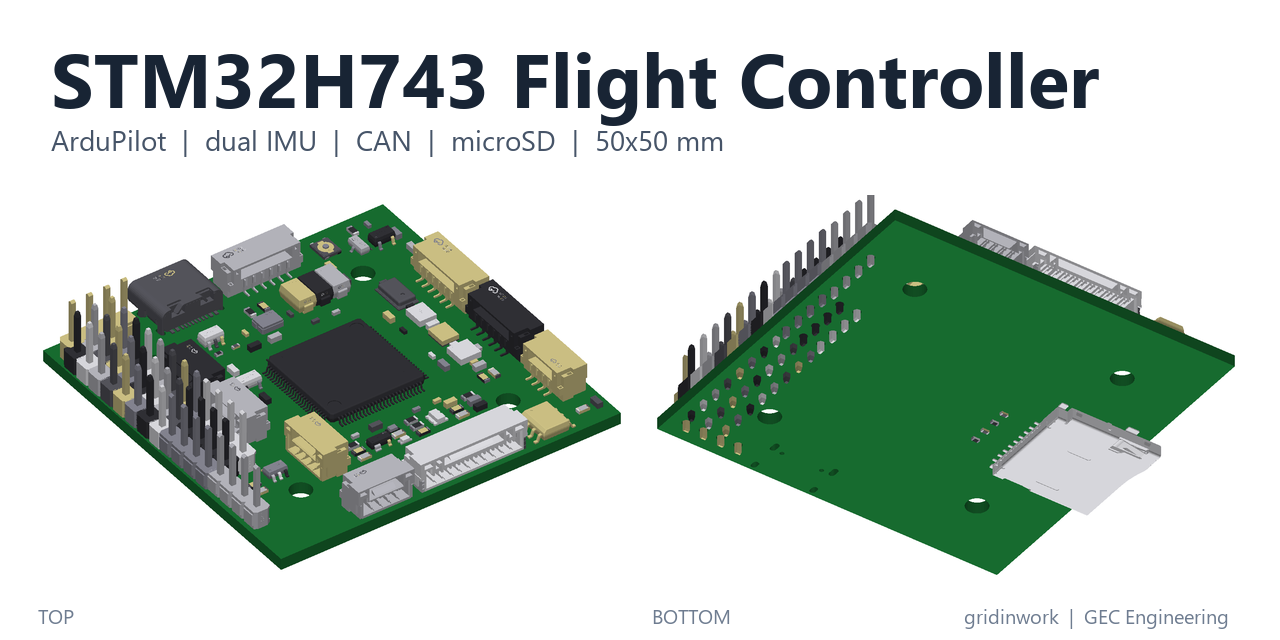 STM32H743 Flight Controller
ArduPilot | dual IMU | CAN | microSD | 50x50 mm
TOP
BOTTOM
gridinwork | GEC Engineering